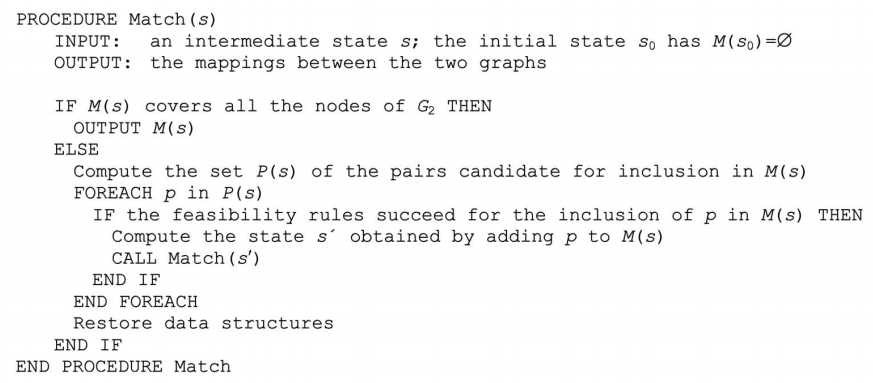 PROCEDURE Match(s)
INPUT: an intermediate state s; the initial state s₀ has M(s₀)=∅
OUTPUT: the mappings between the two graphs
IF M(s) covers all the nodes of G₂ THEN
OUTPUT M(s)
ELSE
Compute the set P(s) of the pairs candidate for inclusion in M(s)
FOREACH p in P(s)
IF the feasibility rules succeed for the inclusion of p in M(s) THEN
Compute the state s´ obtained by adding p to M(s)
CALL Match(s′)
END IF
END FOREACH
Restore data structures
END IF
END PROCEDURE Match